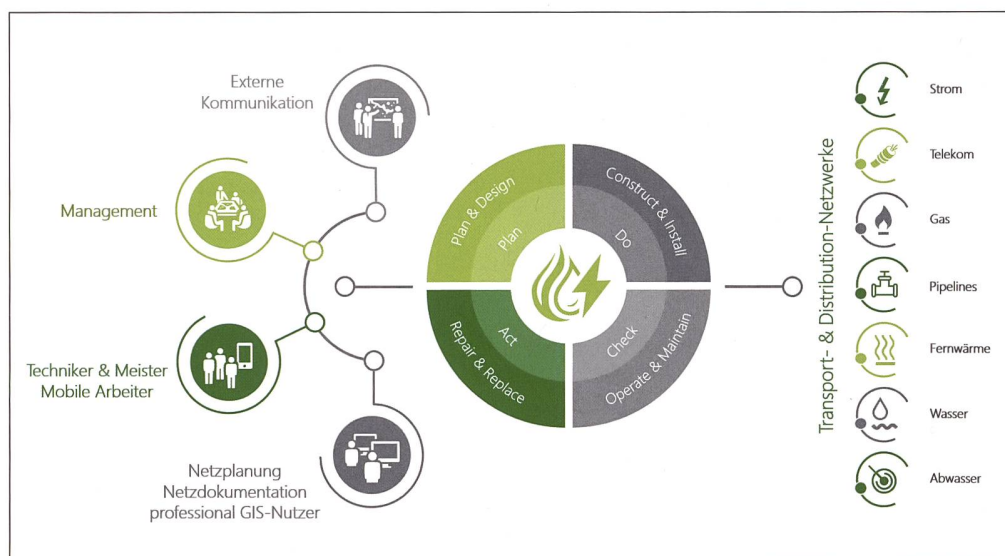 Externe
Kommunikation
Management
Techniker & Meister
Mobile Arbeiter
Netzplanung
Netzdokumentation
professional GIS-Nutzer
Plan & Design
Plan
Construct & Install
Do
Repair & Replace
Act
Operate & Maintain
Check
Transport- & Distribution-Netzwerke
Strom
Telekom
Gas
Pipelines
Fernwärme
Wasser
Abwasser